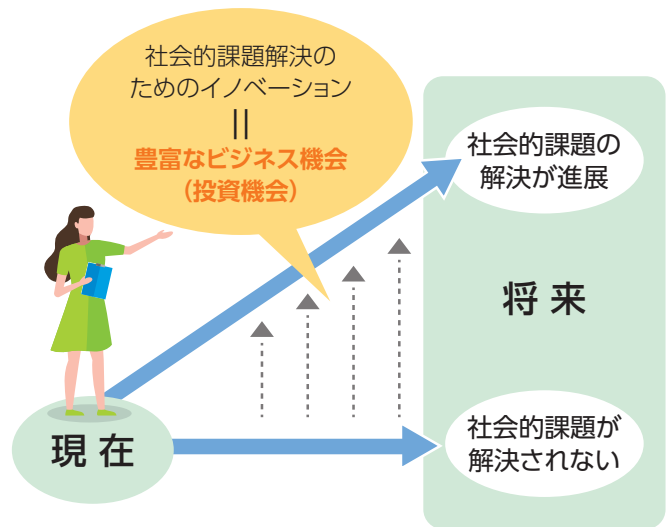 社会的課題解決の
ためのイノベーション
||
豊富なビジネス機会
（投資機会）
社会的課題の
解決が進展
将来
社会的課題が
解決されない
現在